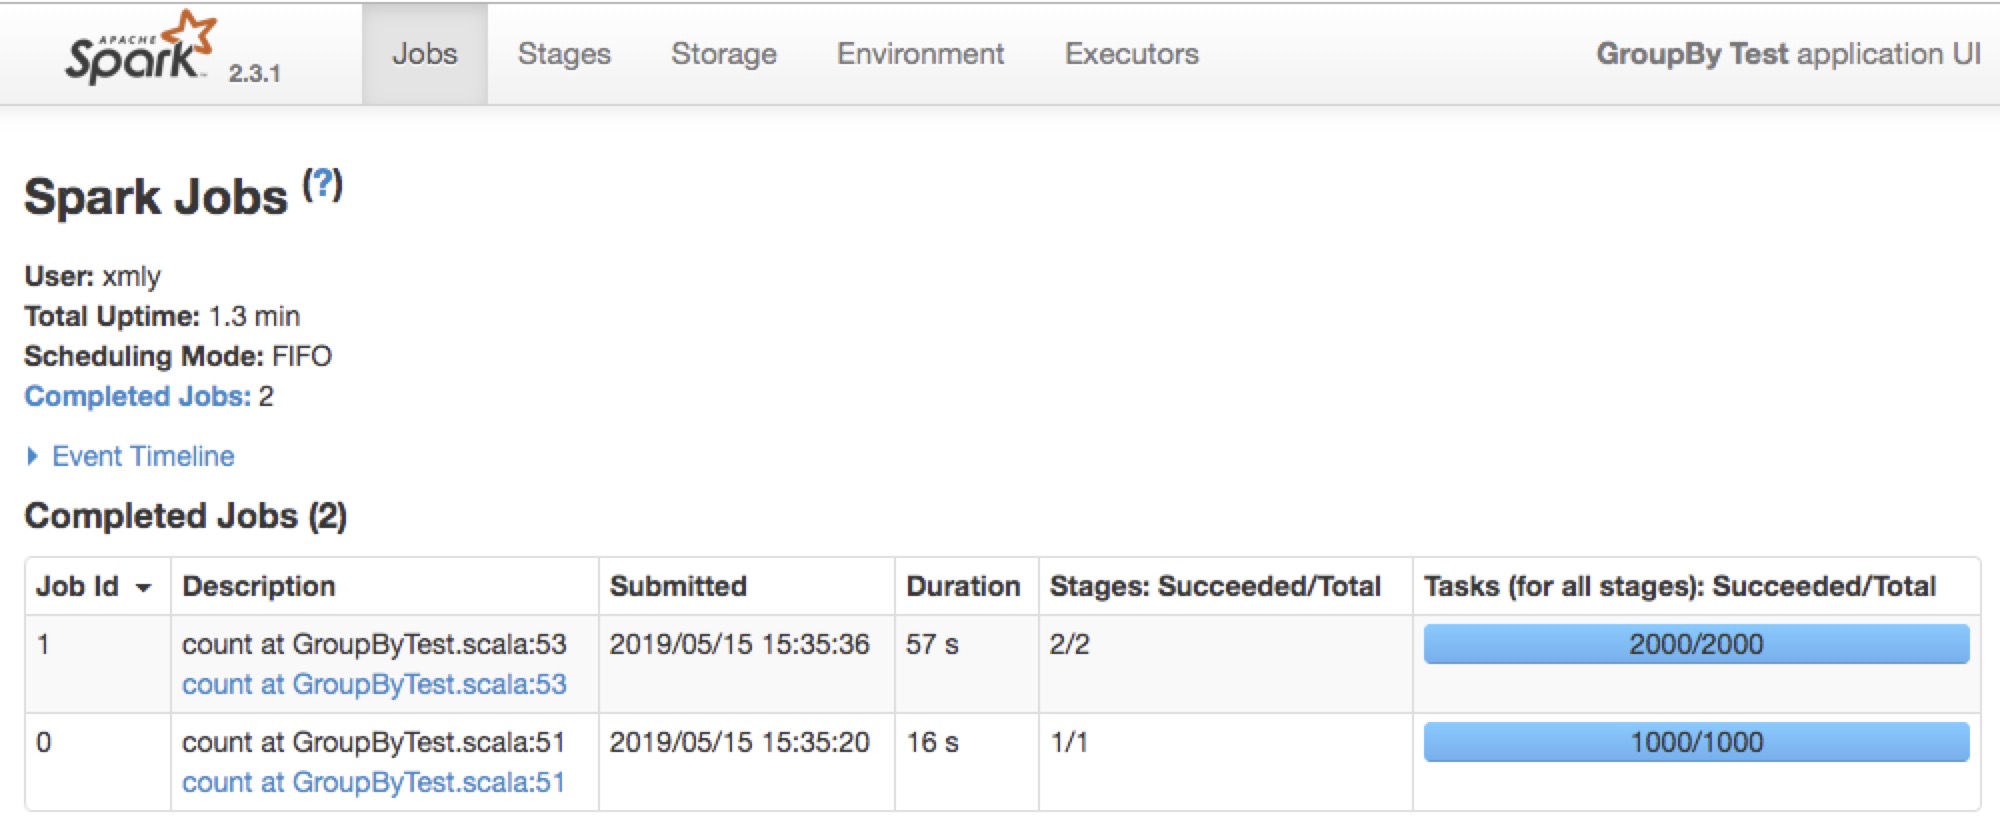 APACHE Spark™ 2.3.1 Jobs Stages Storage Environment Executors GroupBy Test application UI
Spark Jobs (?)
User: xmly
Total Uptime: 1.3 min
Scheduling Mode: FIFO
Completed Jobs: 2
Event Timeline
Completed Jobs (2)
Job Id Description Submitted Duration Stages: Succeeded/Total Tasks (for all stages): Succeeded/Total
1 count at GroupByTest.scala:53 2019/05/15 15:35:36 57 s 2/2 2000/2000
count at GroupByTest.scala:53
0 count at GroupByTest.scala:51 2019/05/15 15:35:20 16 s 1/1 1000/1000
count at GroupByTest.scala:51